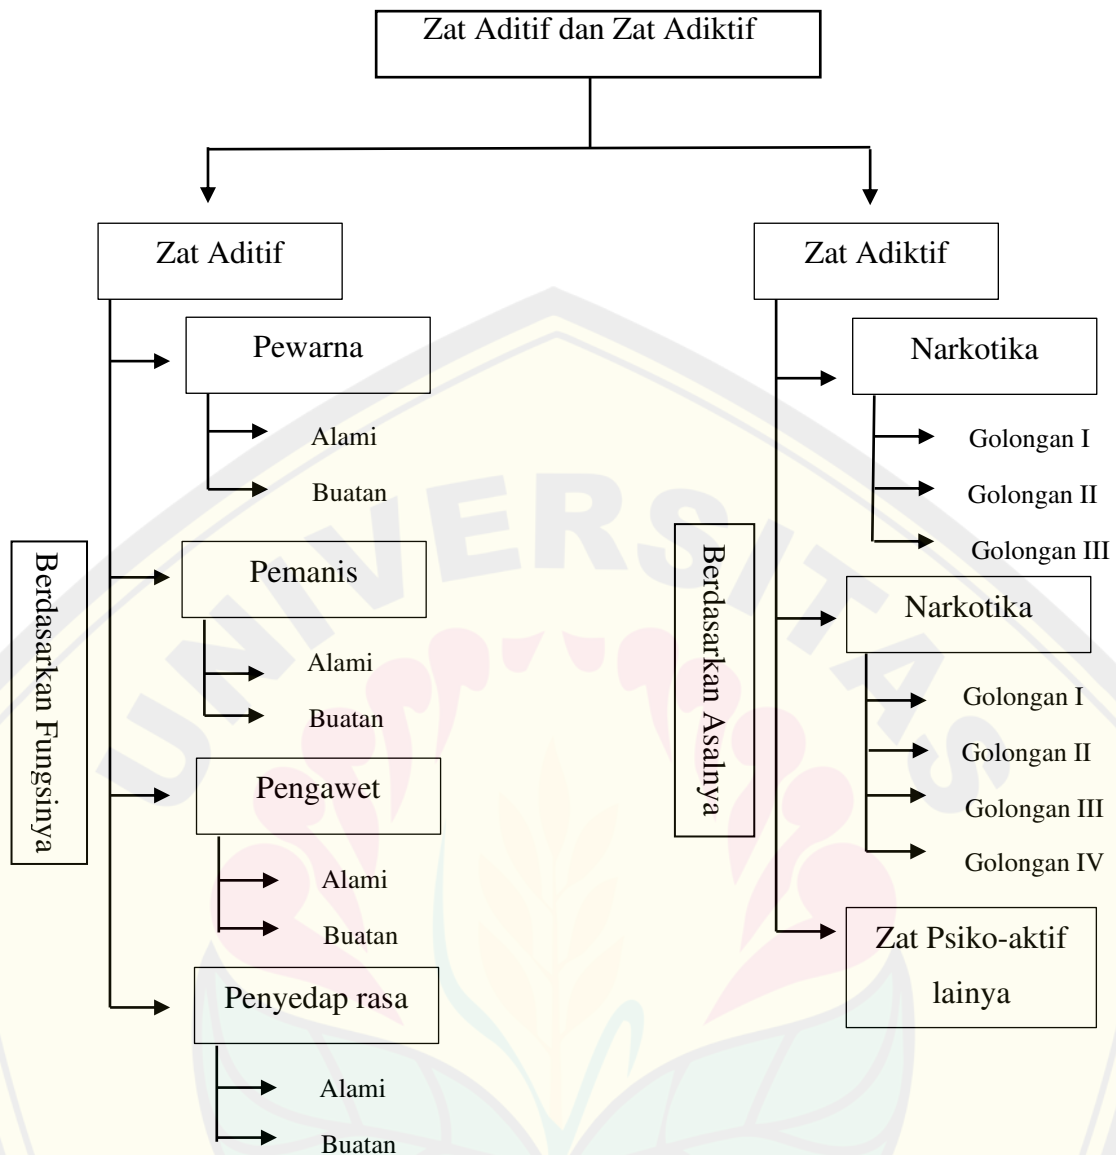 Zat Aditif dan Zat Adiktif
Zat Aditif
Berdasarkan Fungsinya
Pewarna
Alami
Buatan
Pemanis
Alami
Buatan
Pengawet
Alami
Buatan
Penyedap rasa
Alami
Buatan
Zat Adiktif
Berdasarkan Asalnya
Narkotika
Golongan I
Golongan II
Golongan III
Narkotika
Golongan I
Golongan II
Golongan III
Golongan IV
Zat Psiko-aktif
lainya
UNIVERSITAS